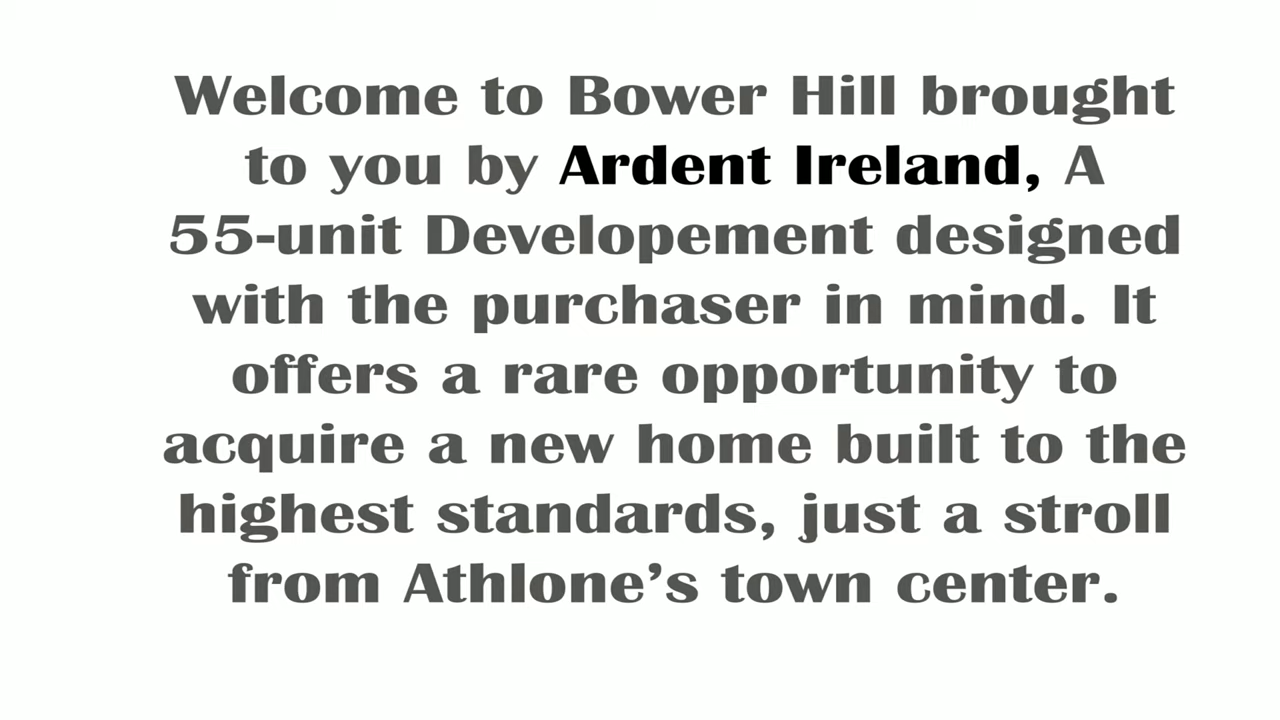 Welcome to Bower Hill brought
to you by Ardent Ireland, A
55-unit Developement designed
with the purchaser in mind. It
offers a rare opportunity to
acquire a new home built to the
highest standards, just a stroll
from Athlone’s town center.